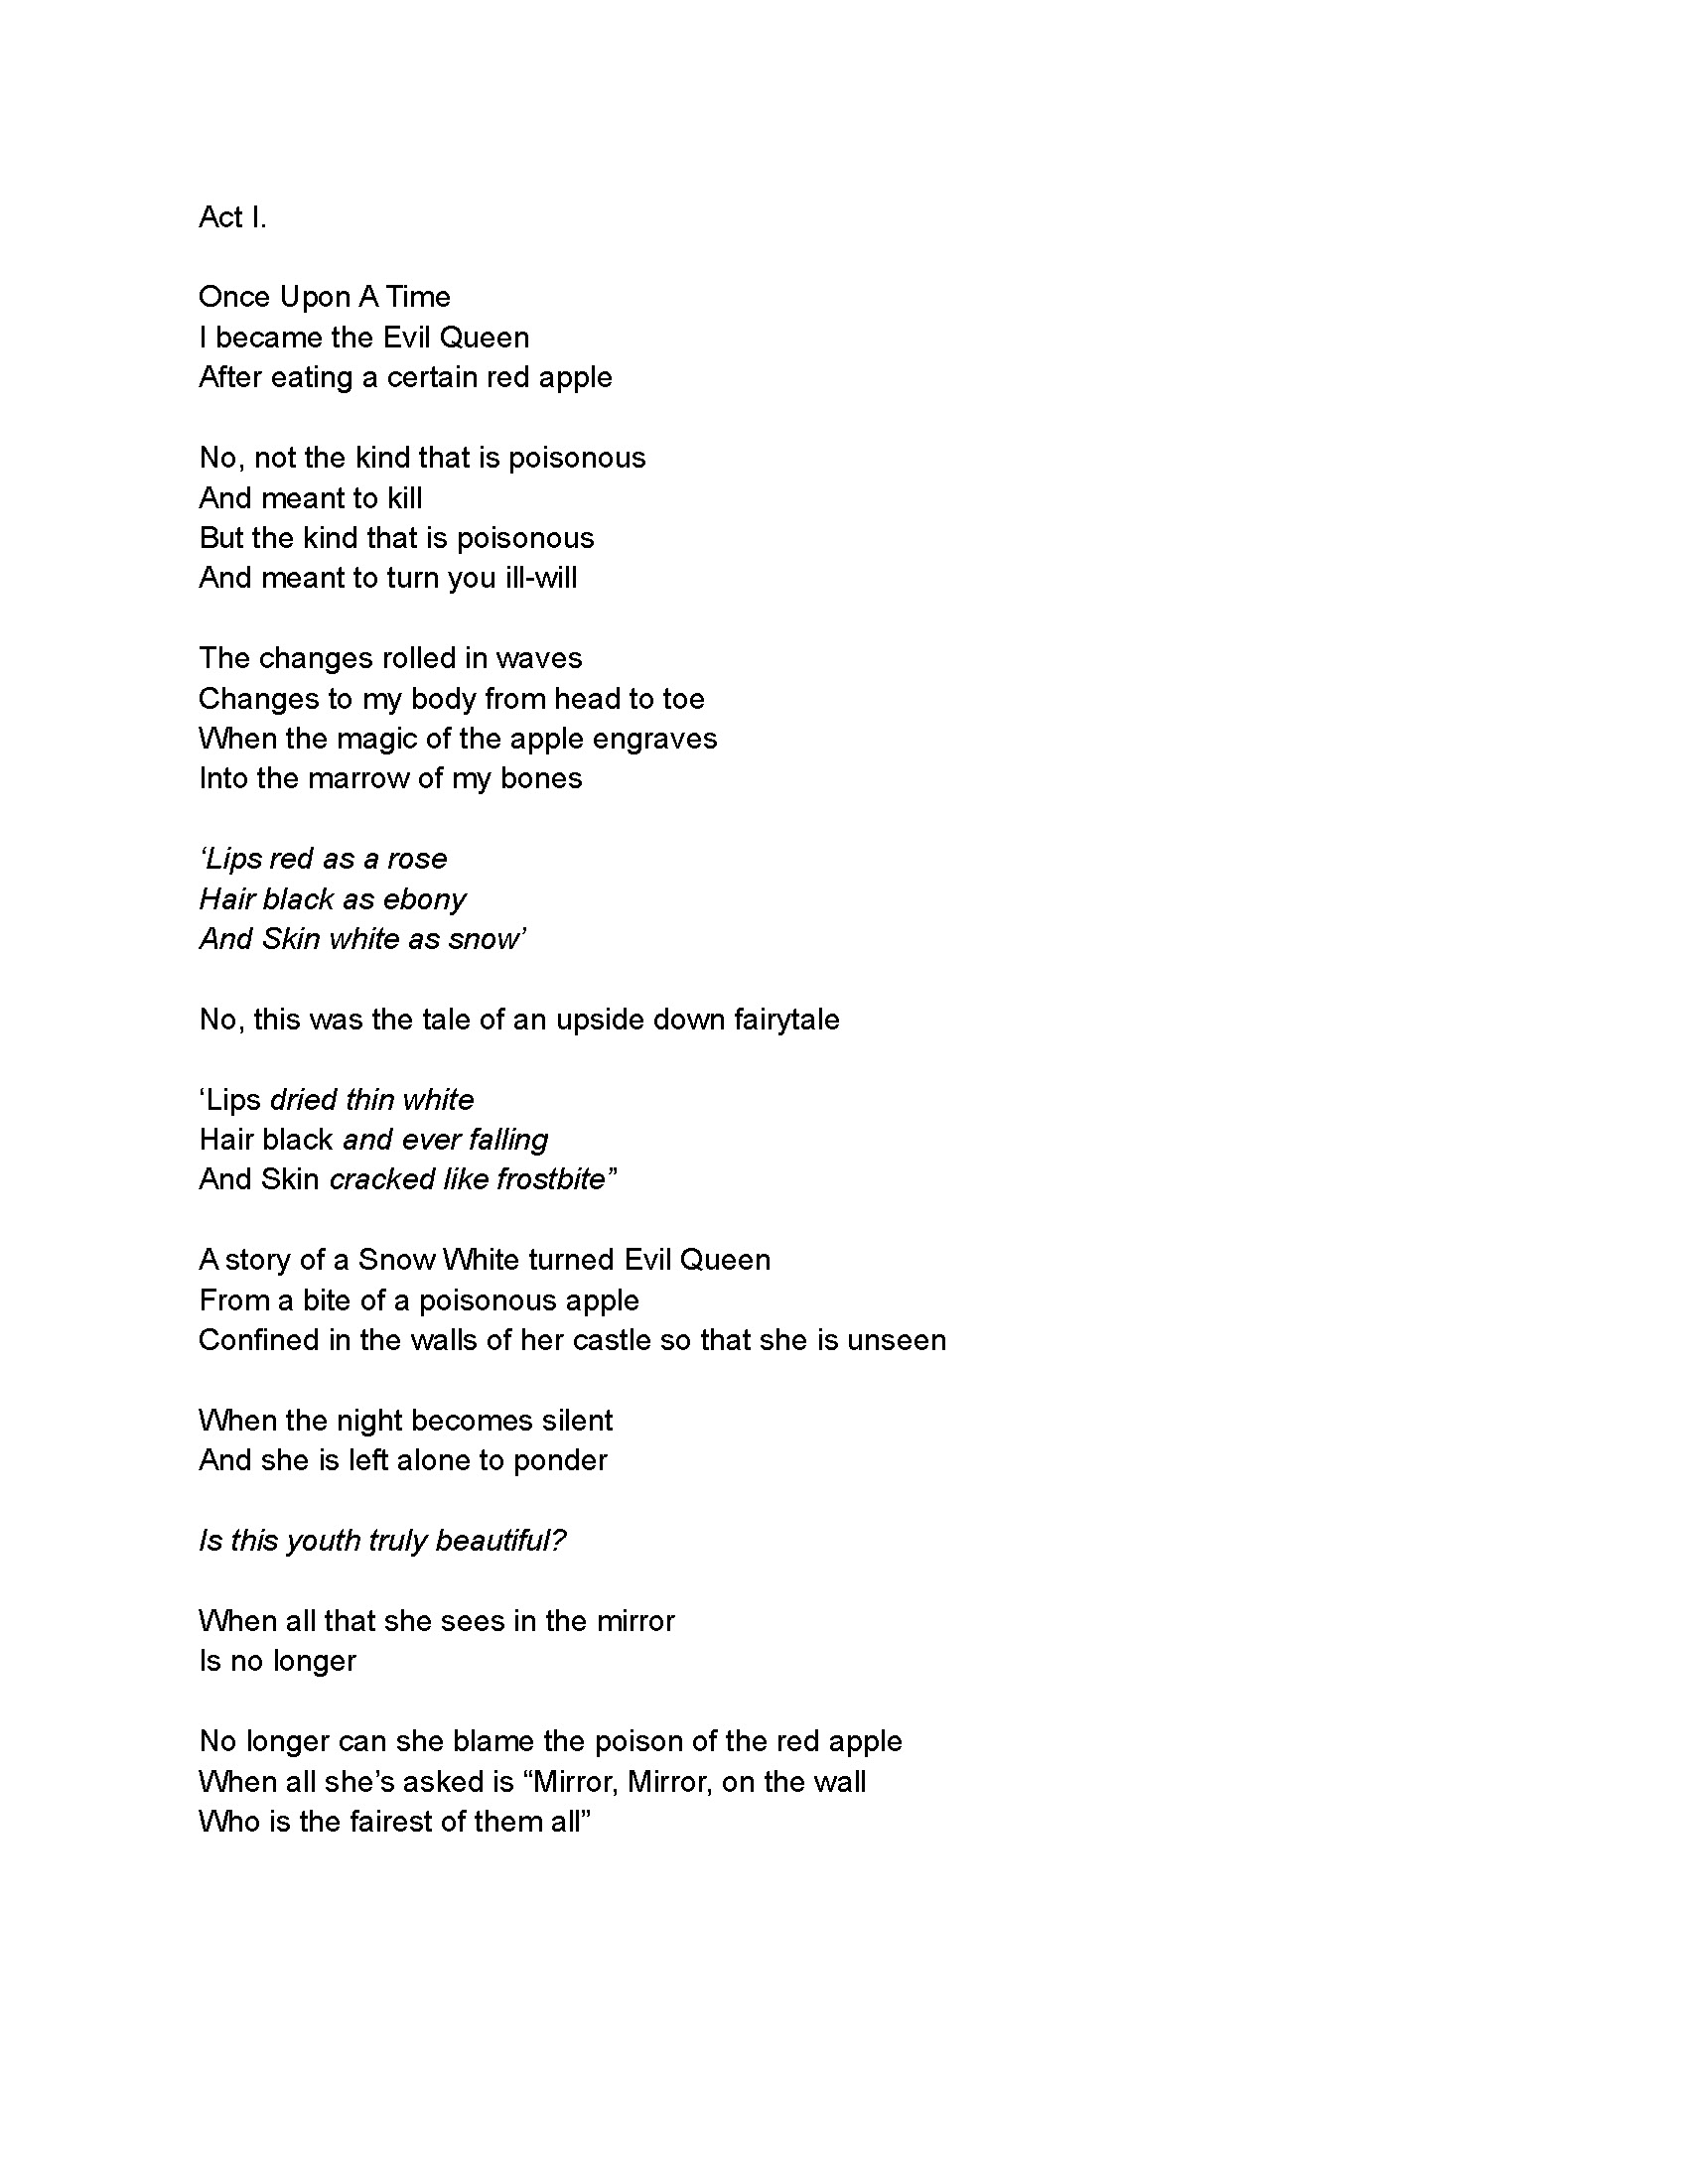 Act I.
Once Upon A Time
I became the Evil Queen
After eating a certain red apple
No, not the kind that is poisonous
And meant to kill
But the kind that is poisonous
And meant to turn you ill-will
The changes rolled in waves
Changes to my body from head to toe
When the magic of the apple engraves
Into the marrow of my bones
‘Lips red as a rose
Hair black as ebony
And Skin white as snow’
No, this was the tale of an upside down fairytale
‘Lips dried thin white
Hair black and ever falling
And Skin cracked like frostbite”
A story of a Snow White turned Evil Queen
From a bite of a poisonous apple
Confined in the walls of her castle so that she is unseen
When the night becomes silent
And she is left alone to ponder
Is this youth truly beautiful?
When all that she sees in the mirror
Is no longer
No longer can she blame the poison of the red apple
When all she’s asked is “Mirror, Mirror, on the wall
Who is the fairest of them all”